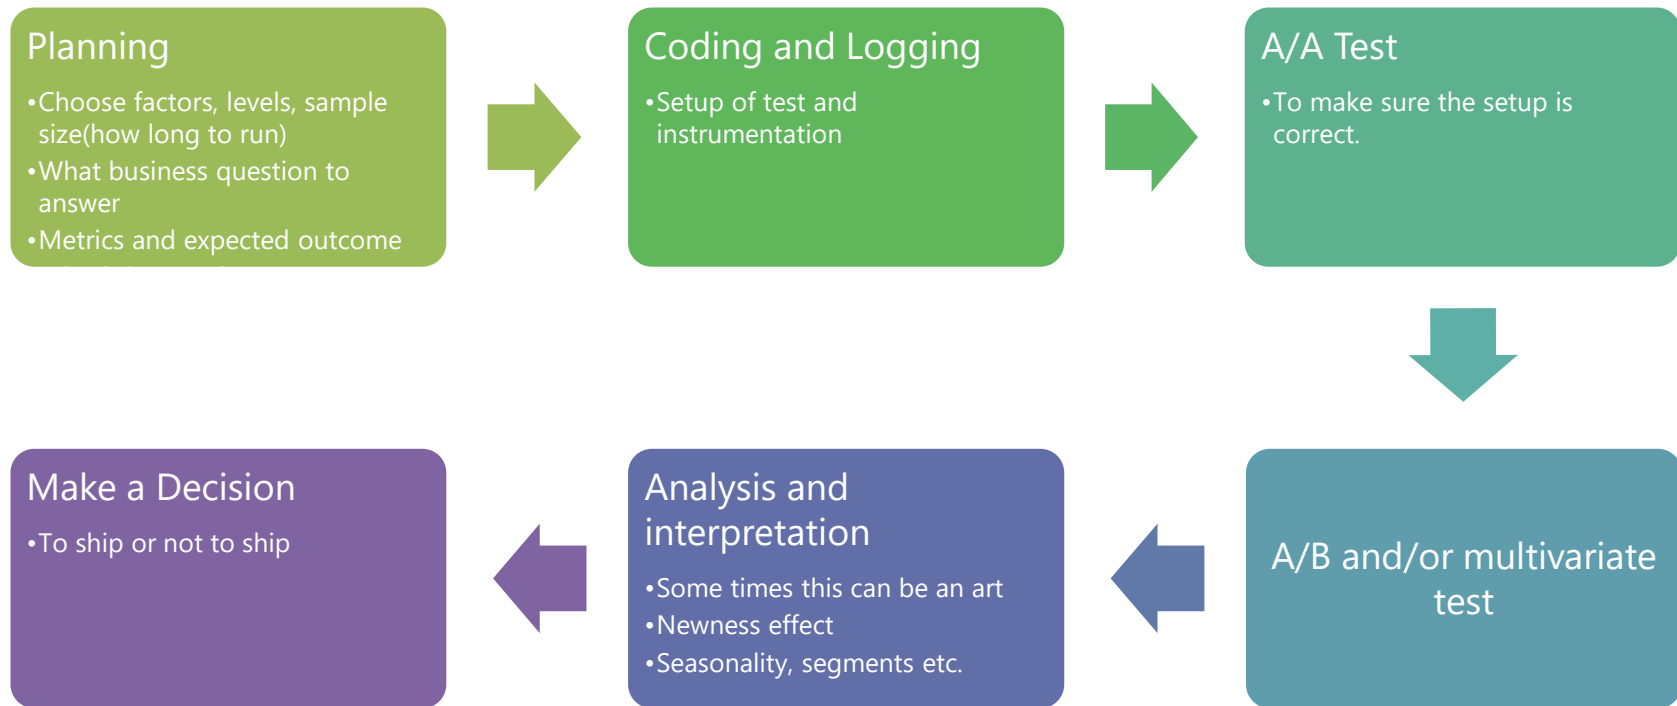 Planning
•Choose factors, levels, sample
size(how long to run)
•What business question to
answer
•Metrics and expected outcome
Coding and Logging
•Setup of test and
instrumentation
A/A Test
•To make sure the setup is
correct.
A/B and/or multivariate
test
Analysis and
interpretation
•Some times this can be an art
•Newness effect
•Seasonality, segments etc.
Make a Decision
•To ship or not to ship